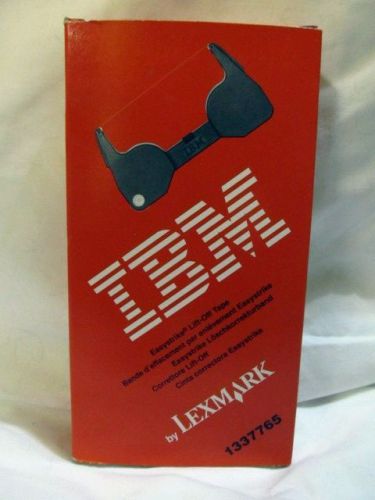 IBM
IBM
Easystrike® Lift-Off Tape
Bande d'effacement par enlèvement Easystrike
Easystrike Löschkorrekturband
Correttore Lift-Off
Cinta correctora Easystrike
by LEXMARK
1337765